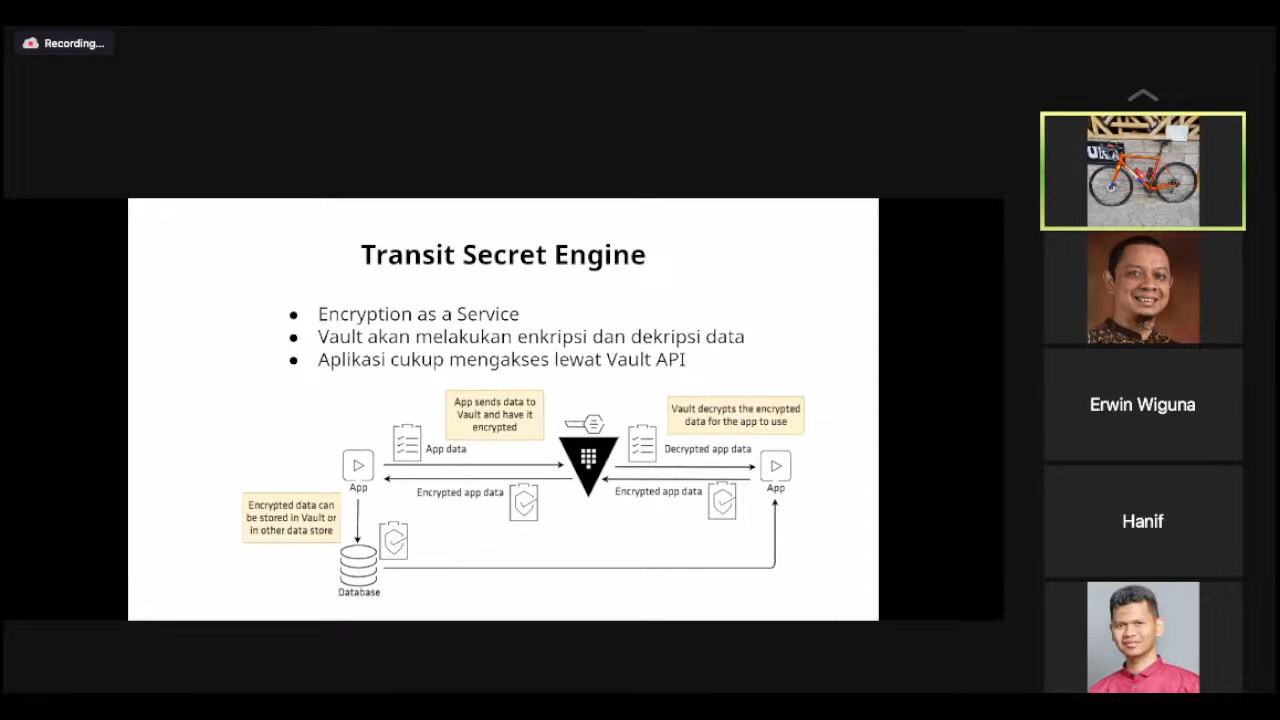 Recording...
Transit Secret Engine
● Encryption as a Service
● Vault akan melakukan enkripsi dan dekripsi data
● Aplikasi cukup mengakses lewat Vault API
App sends data to
Vault and have it
encrypted
Vault decrypts the encrypted
data for the app to use
App data
Decrypted app data
App
Encrypted app data
Encrypted app data
App
Encrypted data can
be stored in Vault or
in other data store
Database
Erwin Wiguna
Hanif